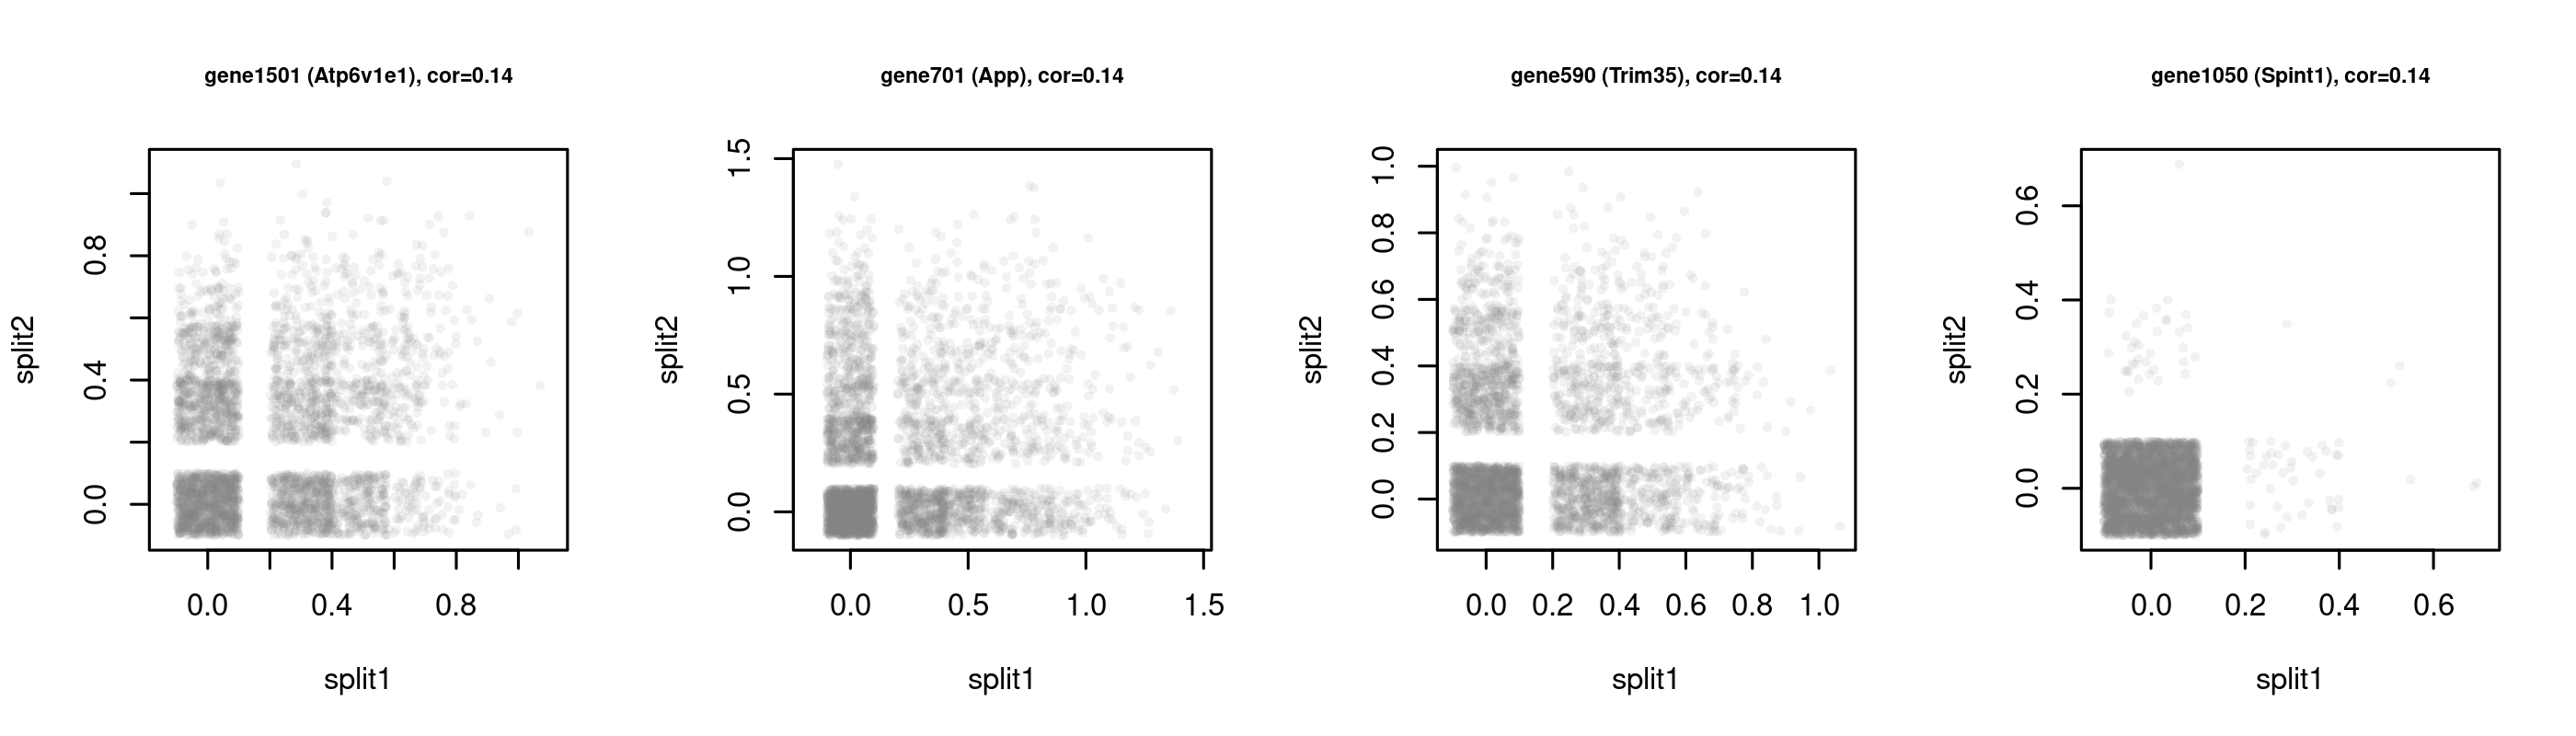 gene1501 (Atp6v1e1), cor=0.14
split2
0.0 0.4 0.8
0.0 0.4 0.8
split1
gene701 (App), cor=0.14
split2
0.0 0.5 1.0 1.5
0.0 0.5 1.0 1.5
split1
gene590 (Trim35), cor=0.14
split2
0.0 0.2 0.4 0.6 0.8 1.0
0.0 0.2 0.4 0.6 0.8 1.0
split1
gene1050 (Spint1), cor=0.14
split2
0.0 0.2 0.4 0.6
0.0 0.2 0.4 0.6
split1